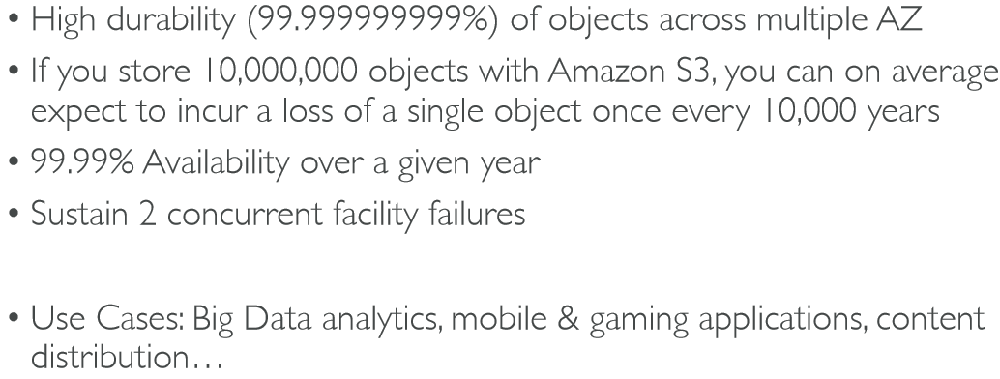 • High durability (99.999999999%) of objects across multiple AZ
• If you store 10,000,000 objects with Amazon S3, you can on average
expect to incur a loss of a single object once every 10,000 years
• 99.99% Availability over a given year
• Sustain 2 concurrent facility failures
• Use Cases: Big Data analytics, mobile & gaming applications, content
distribution…